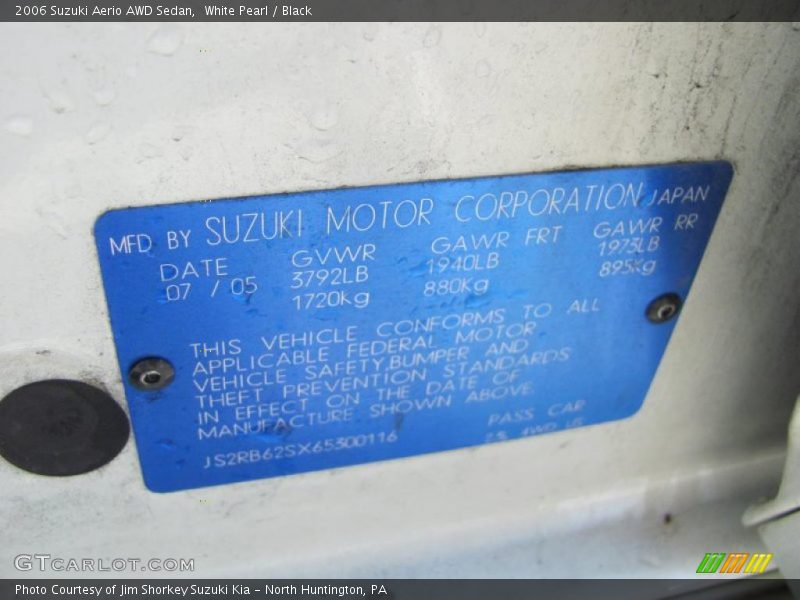 2006 Suzuki Aerio AWD Sedan, White Pearl / Black
MFD BY SUZUKI MOTOR CORPORATION JAPAN
DATE GVWR GAWR FRT GAWR RR
07 / 05 3792LB 1940LB 1973LB
1720kg 880kg 895kg
THIS VEHICLE CONFORMS TO ALL
APPLICABLE FEDERAL MOTOR
VEHICLE SAFETY,BUMPER AND
THEFT PREVENTION STANDARDS
IN EFFECT ON THE DATE OF
MANUFACTURE SHOWN ABOVE
JS2RB62SX65300116 PASS CAR
4WD
GTCARLOT.COM
Photo Courtesy of Jim Shorkey Suzuki Kia - North Huntington, PA